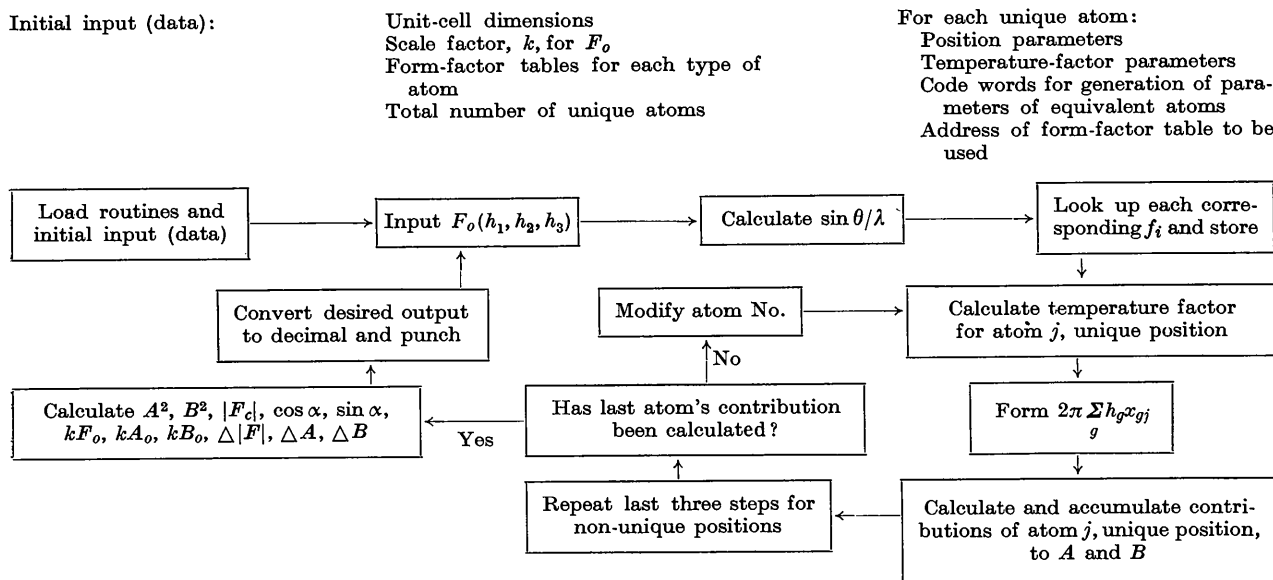 Initial input (data):
Unit-cell dimensions
Scale factor, k, for F_o
Form-factor tables for each type of
atom
Total number of unique atoms
For each unique atom:
Position parameters
Temperature-factor parameters
Code words for generation of para-
meters of equivalent atoms
Address of form-factor table to be
used
Load routines and
initial input (data)
Input F_o(h_1, h_2, h_3)
Calculate sin θ/λ
Look up each corre-
sponding f_i and store
Calculate temperature factor
for atom j, unique position
Form 2π Σ h_g x_gj
g
Calculate and accumulate contri-
butions of atom j, unique position,
to A and B
Repeat last three steps for
non-unique positions
Has last atom's contribution
been calculated?
No
Modify atom No.
Yes
Calculate A², B², |F_c|, cos α, sin α,
kF_o, kA_o, kB_o, △|F|, △A, △B
Convert desired output
to decimal and punch